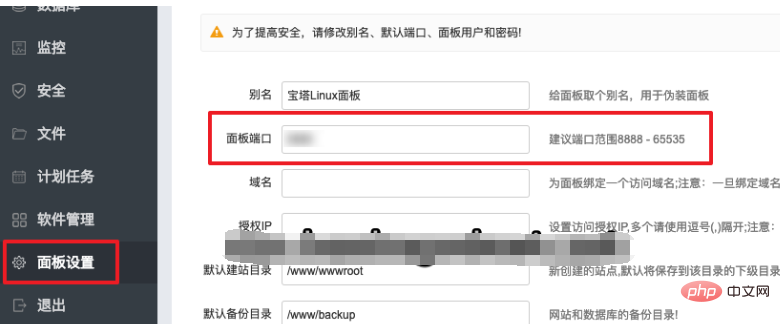 数据库
监控
安全
文件
计划任务
软件管理
面板设置
退出
为了提高安全，请修改别名、默认端口、面板用户和密码!
别名 宝塔Linux面板 给面板取个别名，用于伪装面板
面板端口 建议端口范围8888 - 65535
域名 为面板绑定一个访问域名;注意：一旦绑定域名
授权IP 设置访问授权IP,多个请使用逗号(,)隔开;注意:
默认建站目录 /www/wwwroot 新创建的站点,默认将保存到该目录的下级目录
默认备份目录 /www/backup 网站和数据库的备份目录!
php 中文网